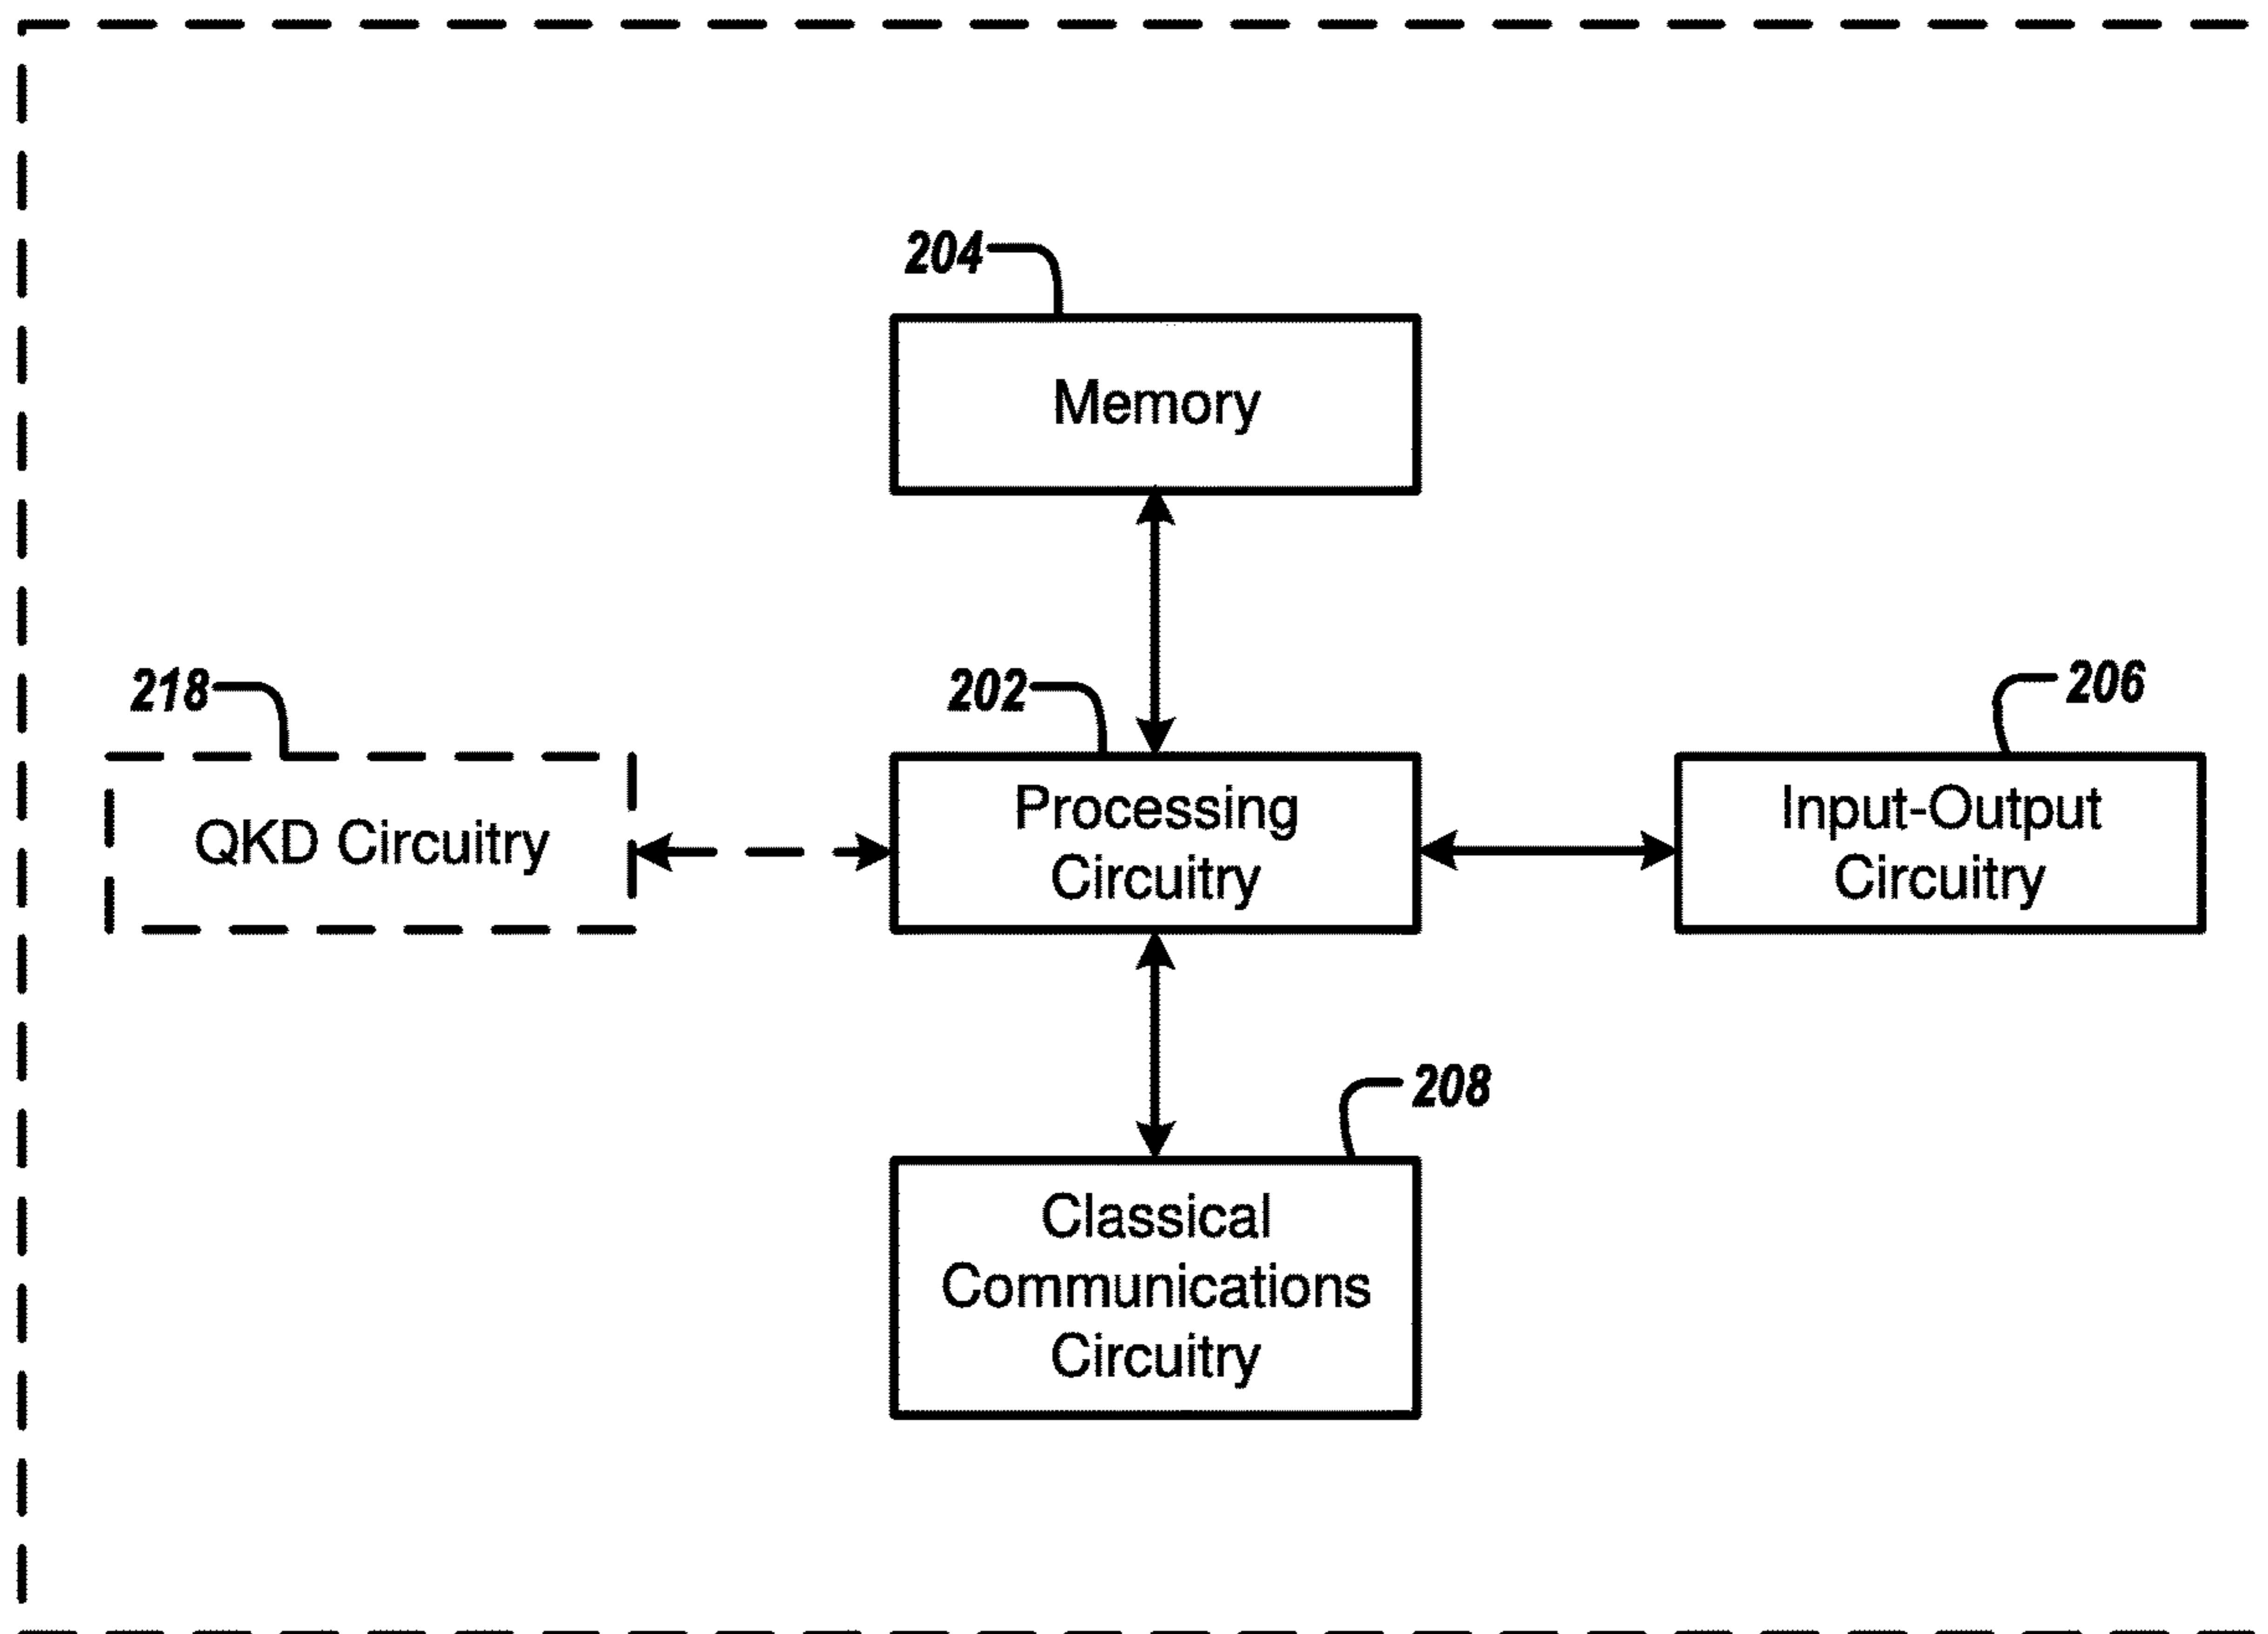 204
Memory
218
202
206
QKD Circuitry
Processing
Circuitry
Input-Output
Circuitry
208
Classical
Communications
Circuitry